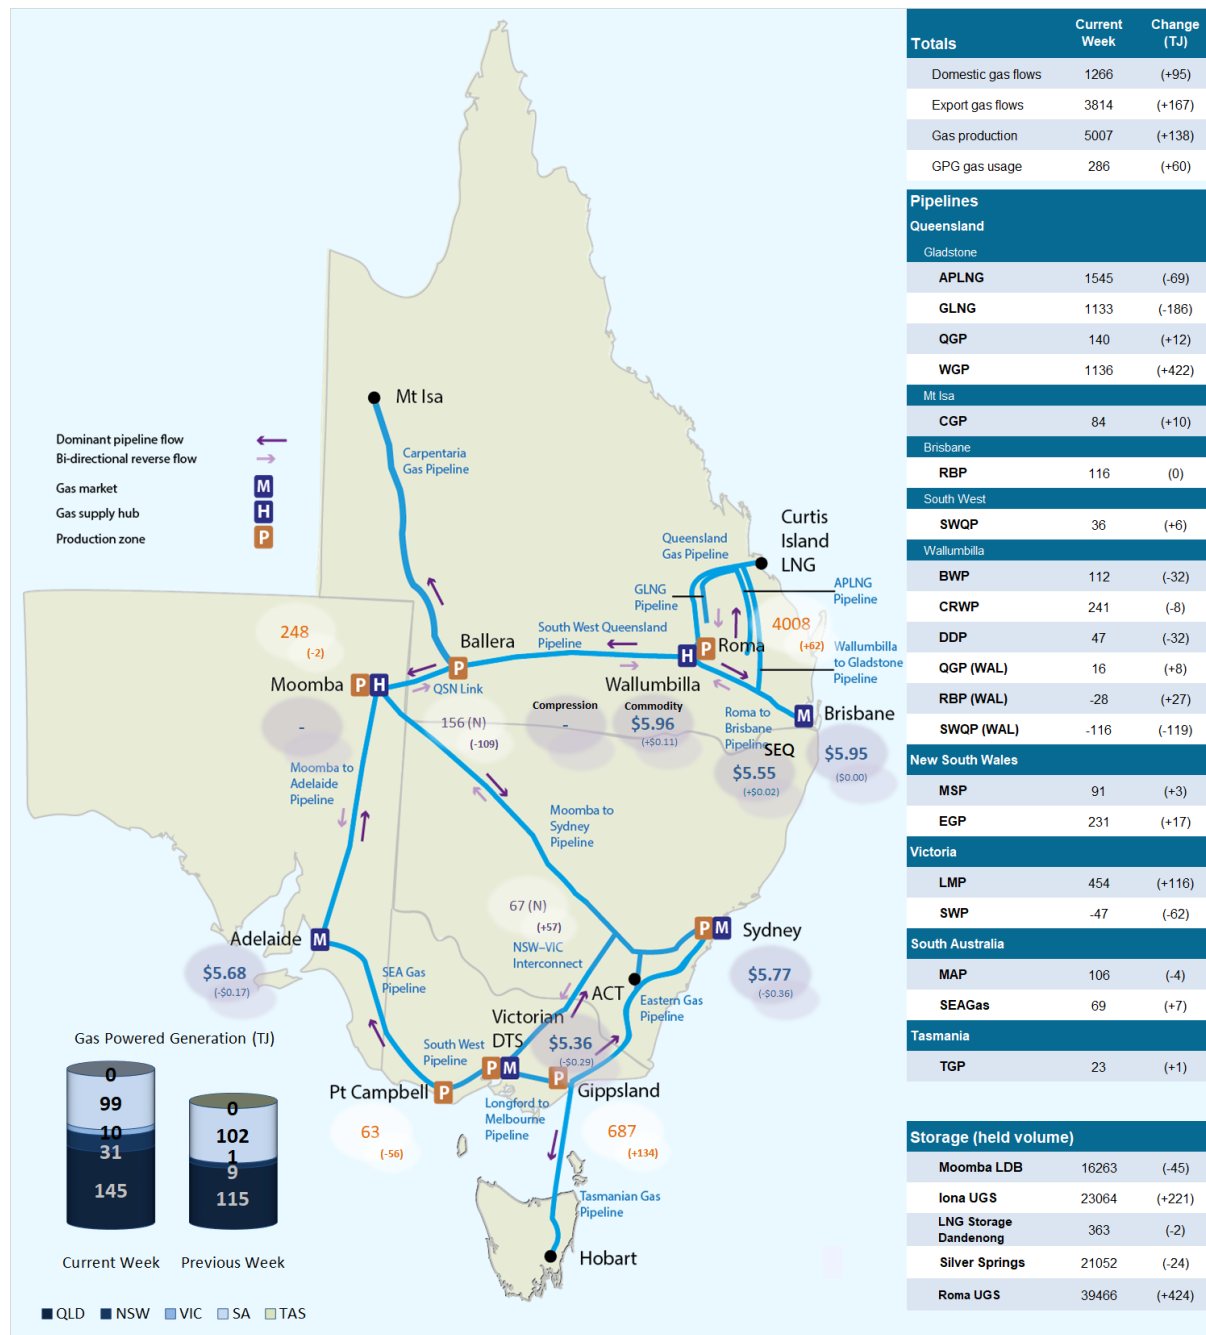 Mt Isa
Dominant pipeline flow
Bi-directional reverse flow
Gas market M
Gas supply hub H
Production zone P
Carpentaria
Gas Pipeline
Curtis
Island
LNG
Queensland
Gas Pipeline
GLNG
Pipeline
APLNG
Pipeline
4008
(+62)
Wallumbilla
to Gladstone
Pipeline
South West Queensland
Pipeline
248
(-2)
Ballera
P
QSN Link
H P Roma
Wallumbilla
Moomba P H
-
156 (N)
(-109)
Compression
-
Commodity
$5.96
(+$0.11)
Roma to
Brisbane
Pipeline
M Brisbane
SEQ
$5.55
(+$0.02)
$5.95
($0.00)
Moomba to
Adelaide
Pipeline
Moomba to
Sydney
Pipeline
67 (N)
(+57)
NSW–VIC
Interconnect
Adelaide M
$5.68
(-$0.17)
SEA Gas
Pipeline
P M Sydney
$5.77
(-$0.36)
ACT
Eastern Gas
Pipeline
Victorian
DTS
P M
$5.36
(-$0.29)
South West
Pipeline
Pt Campbell P
63
(-56)
P
Gippsland
687
(+134)
Longford to
Melbourne
Pipeline
Tasmanian Gas
Pipeline
Hobart
Gas Powered Generation (TJ)
0
99
10
31
145
0
102
1
9
115
Current Week Previous Week
QLD NSW VIC SA TAS
Totals Current Week Change (TJ)
Domestic gas flows 1266 (+95)
Export gas flows 3814 (+167)
Gas production 5007 (+138)
GPG gas usage 286 (+60)
Pipelines
Queensland
Gladstone
APLNG 1545 (-69)
GLNG 1133 (-186)
QGP 140 (+12)
WGP 1136 (+422)
Mt Isa
CGP 84 (+10)
Brisbane
RBP 116 (0)
South West
SWQP 36 (+6)
Wallumbilla
BWP 112 (-32)
CRWP 241 (-8)
DDP 47 (-32)
QGP (WAL) 16 (+8)
RBP (WAL) -28 (+27)
SWQP (WAL) -116 (-119)
New South Wales
MSP 91 (+3)
EGP 231 (+17)
Victoria
LMP 454 (+116)
SWP -47 (-62)
South Australia
MAP 106 (-4)
SEAGas 69 (+7)
Tasmania
TGP 23 (+1)
Storage (held volume)
Moomba LDB 16263 (-45)
Iona UGS 23064 (+221)
LNG Storage
Dandenong 363 (-2)
Silver Springs 21052 (-24)
Roma UGS 39466 (+424)